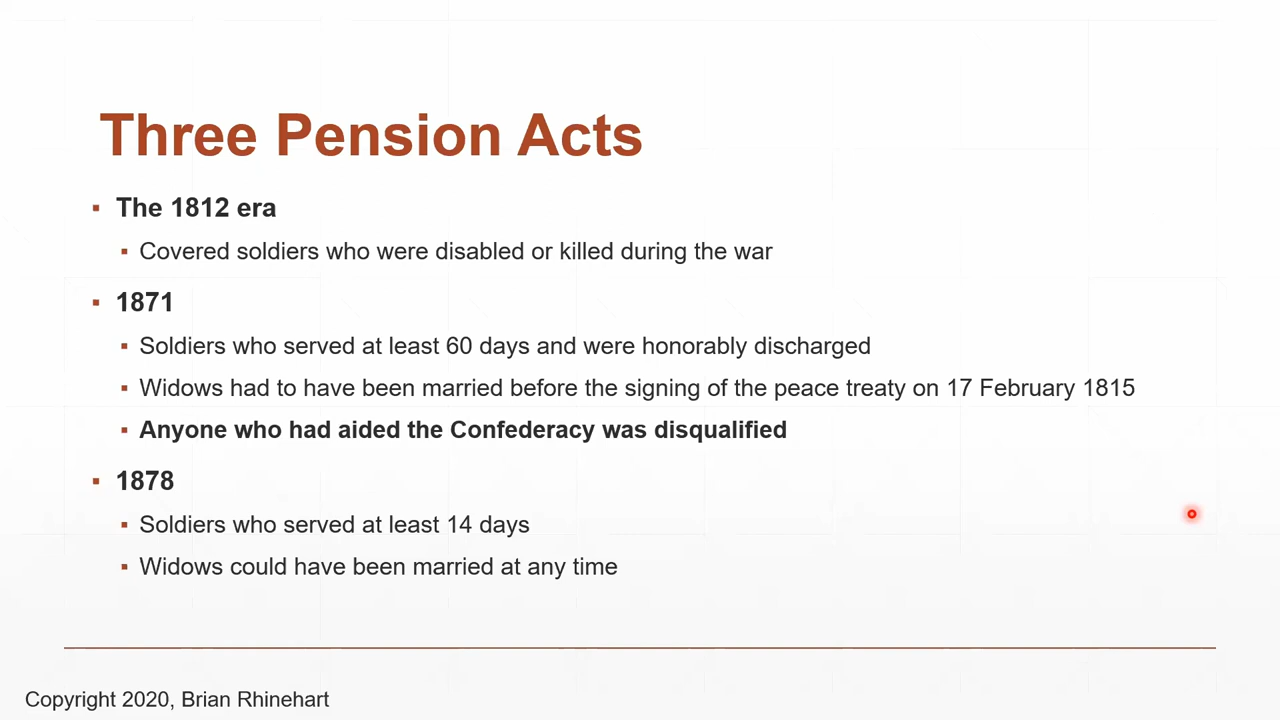 Three Pension Acts
The 1812 era
Covered soldiers who were disabled or killed during the war
1871
Soldiers who served at least 60 days and were honorably discharged
Widows had to have been married before the signing of the peace treaty on 17 February 1815
Anyone who had aided the Confederacy was disqualified
1878
Soldiers who served at least 14 days
Widows could have been married at any time
Copyright 2020, Brian Rhinehart